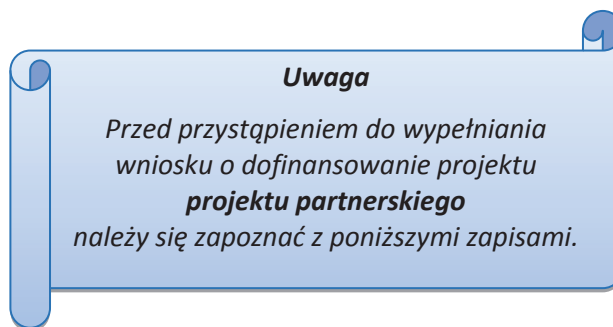 Uwaga
Przed przystąpieniem do wypełniania
wniosku o dofinansowanie projektu
projektu partnerskiego
należy się zapoznać z poniższymi zapisami.